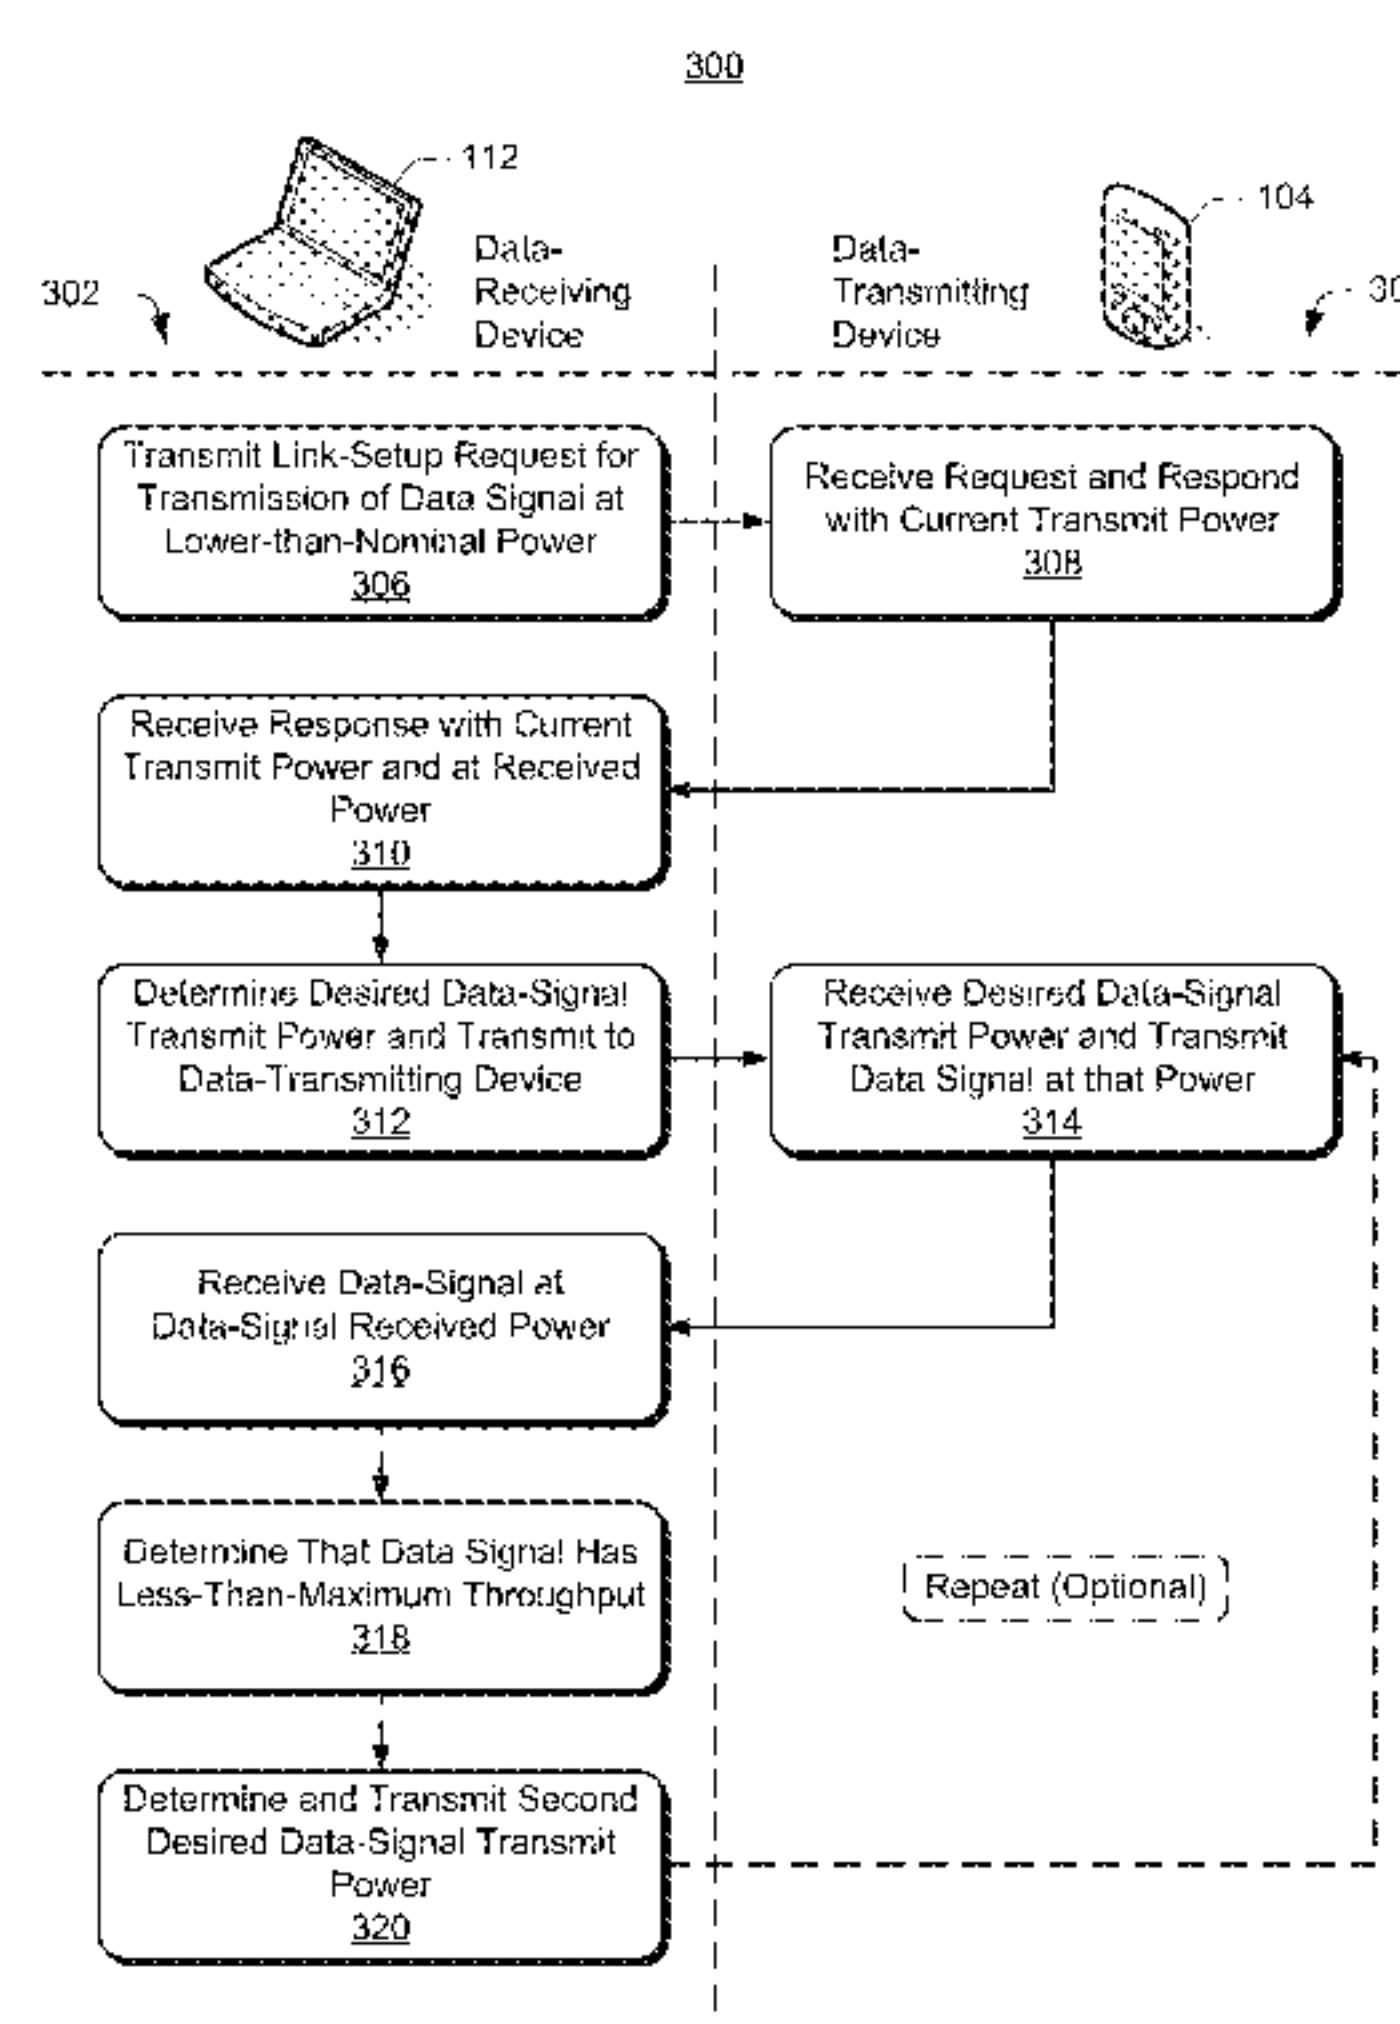 300
112
104
302
Data-
Receiving
Device
Data-
Transmitting
Device
Transmit Link-Setup Request for
Transmission of Data Signal at
Lower-than-Nominal Power
306
Receive Request and Respond
with Current Transmit Power
308
Receive Response with Current
Transmit Power and at Received
Power
310
Determine Desired Data-Signal
Transmit Power and Transmit to
Data-Transmitting Device
312
Receive Desired Data-Signal
Transmit Power and Transmit
Data Signal at that Power
314
Receive Data-Signal at
Data-Signal Received Power
316
Determine That Data Signal Has
Less-Than-Maximum Throughput
318
Repeat (Optional)
Determine and Transmit Second
Desired Data-Signal Transmit
Power
320